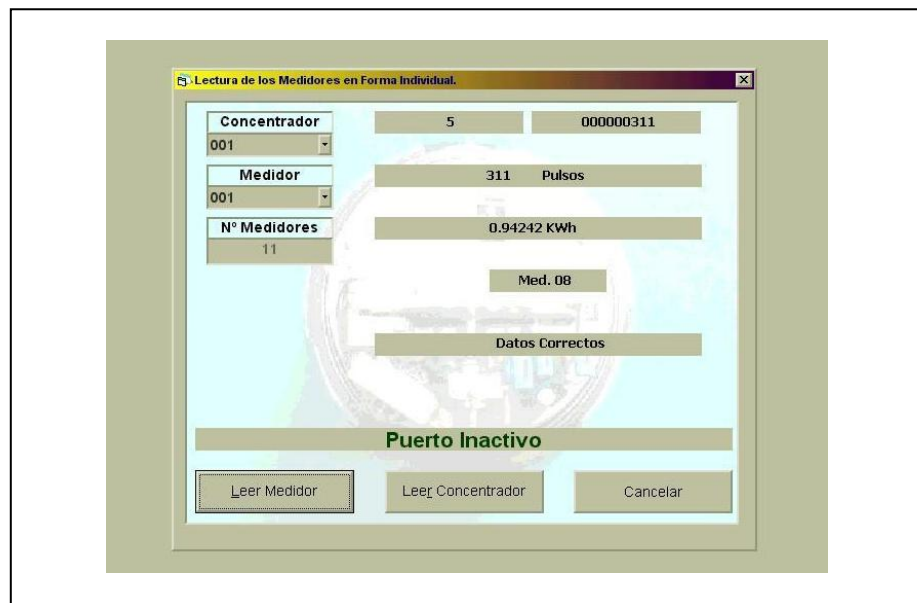 Lectura de los Medidores en Forma Individual.
Concentrador
001
5
000000311
Medidor
001
311 Pulsos
Nº Medidores
11
0.94242 KWh
Med. 08
Datos Correctos
Puerto Inactivo
Leer Medidor
Leer Concentrador
Cancelar